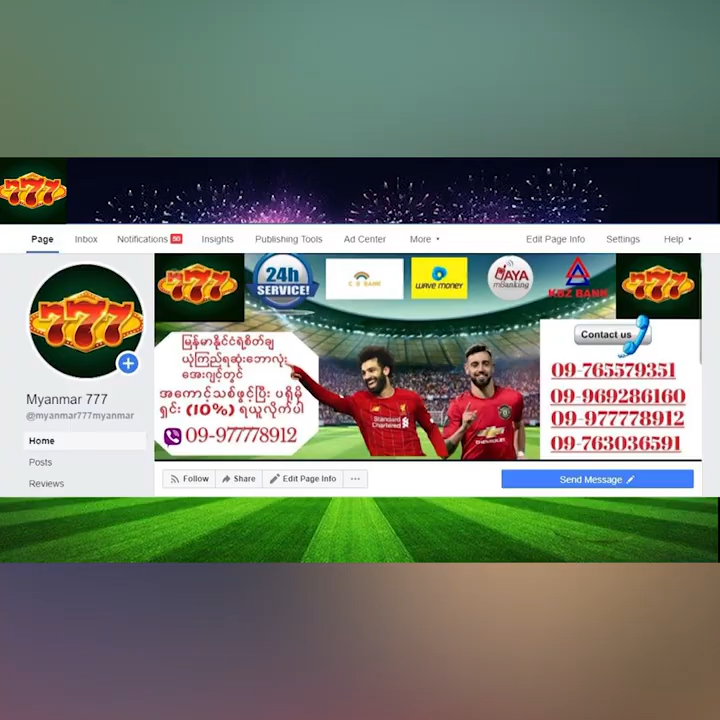 777
Page
Inbox
Notifications 56
Insights
Publishing Tools
Ad Center
More
Edit Page Info
Settings
Help
777
24h
SERVICE!
C B BANK
WAVE MONEY
AYA
mBanking
KBZ BANK
777
777
မြန်မာနိုင်ငံရဲ့စိတ်ချ
ယုံကြည်ရဆုံးဘောလုံး
အေးဂျင့်တွင်
အကောင့်သစ်ဖွင့်ပြီး ပရိုမို
ရှင်း (10%) ရယူလိုက်ပါ
09-977778912
Standard
Chartered
CHEVROLET
Contact us
09-765579351
09-969286160
09-977778912
09-763036591
Myanmar 777
@myanmar777myanmar
Home
Posts
Reviews
Follow
Share
Edit Page Info
Send Message